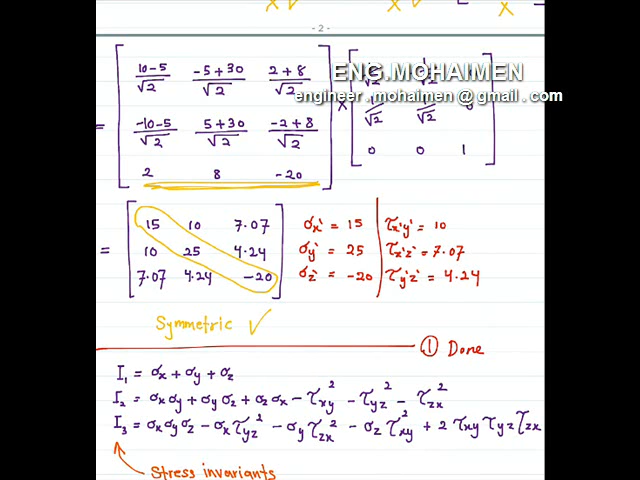 - 2 -
ENG.MOHAIMEN
engineer . mohaimen @ gmail . com
10-5/√2 -5+30/√2 2+8/√2
-10-5/√2 5+30/√2 -2+8/√2 × √2 √2 0
= 2 8 -20 0 0 1
15 10 7.07 σx' = 15 τx'y' = 10
= 10 25 4.24 σy' = 25 τx'z' = 7.07
7.07 4.24 -20 σz' = -20 τy'z' = 4.24
Symmetric ✓
① Done
I₁ = σx + σy + σz
I₂ = σxσy + σyσz + σzσx - τxy² - τyz² - τzx²
I₃ = σxσyσz - σxτyz² - σyτzx² - σzτxy² + 2 τxy τyz τzx
Stress invariants